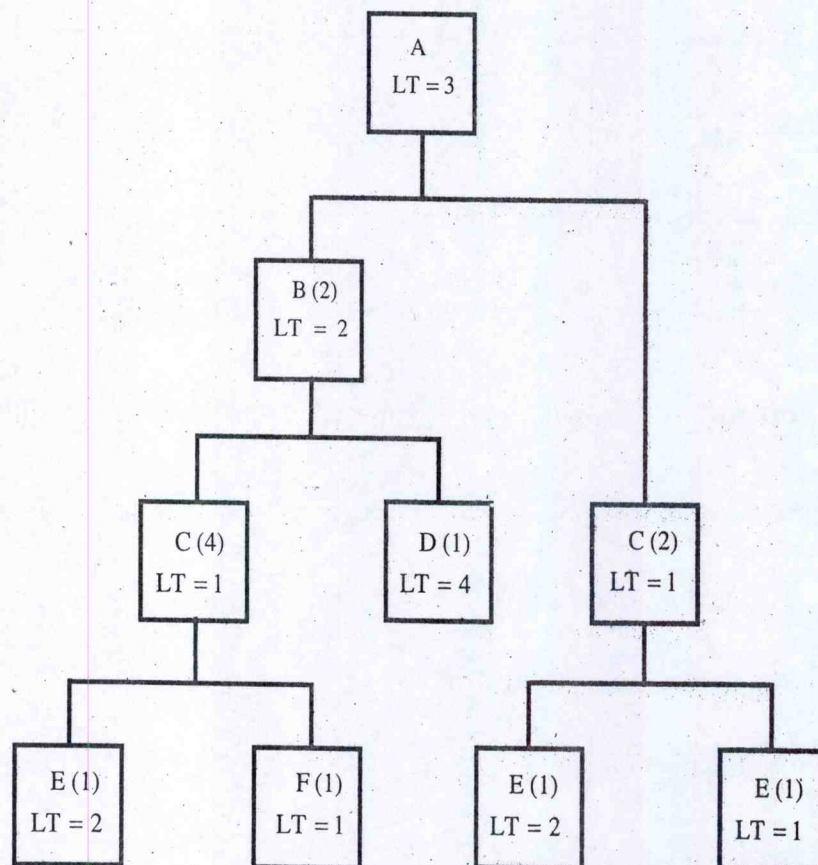 A
LT = 3
B (2)
LT = 2
C (4)
LT = 1
D (1)
LT = 4
C (2)
LT = 1
E (1)
LT = 2
F (1)
LT = 1
E (1)
LT = 2
E (1)
LT = 1